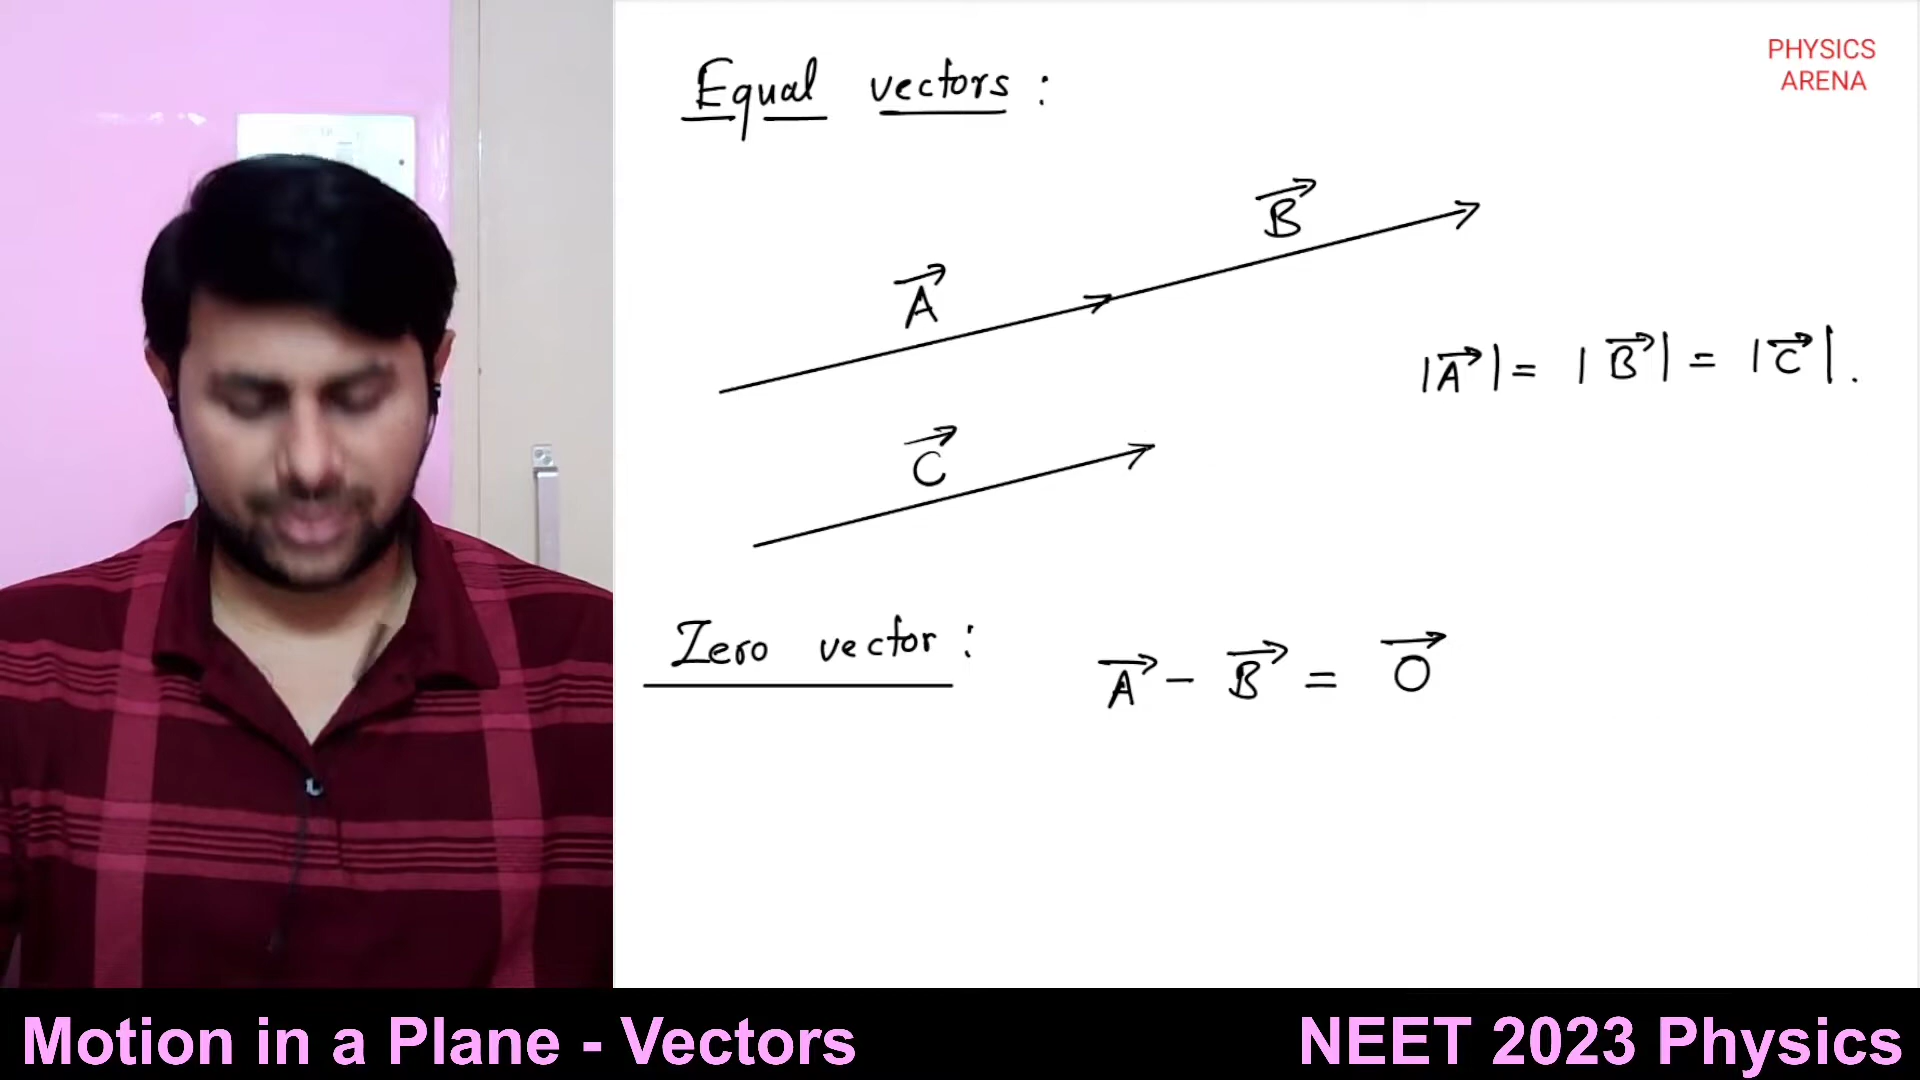 PHYSICS
ARENA
Equal vectors :
B⃗
A⃗
|A⃗| = |B⃗| = |C⃗|.
C⃗
Zero vector : A⃗ − B⃗ = O⃗
Motion in a Plane - Vectors
NEET 2023 Physics